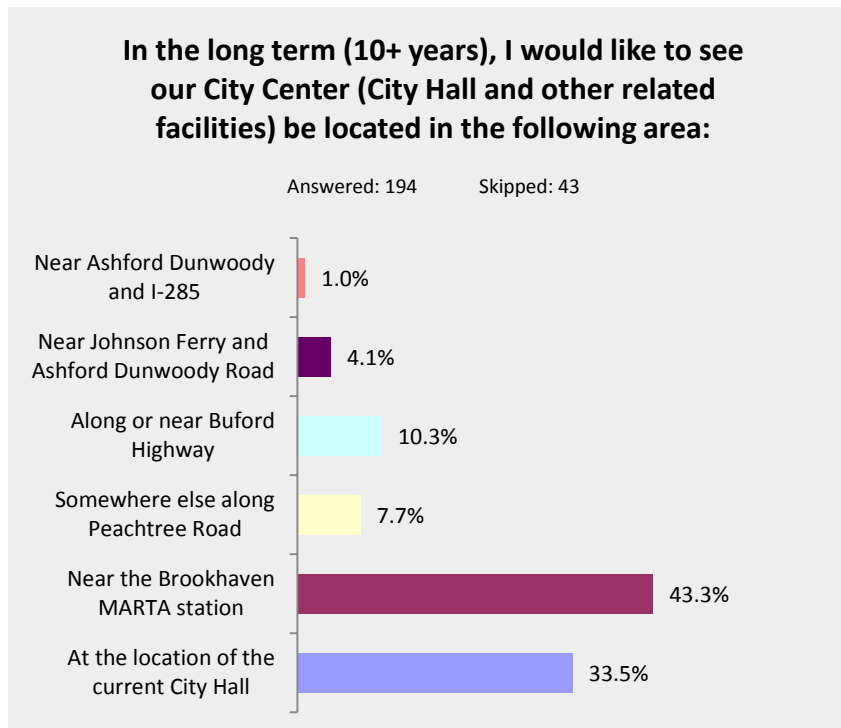 In the long term (10+ years), I would like to see
our City Center (City Hall and other related
facilities) be located in the following area:
Answered: 194 Skipped: 43
Near Ashford Dunwoody
and I-285
1.0%
Near Johnson Ferry and
Ashford Dunwoody Road
4.1%
Along or near Buford
Highway
10.3%
Somewhere else along
Peachtree Road
7.7%
Near the Brookhaven
MARTA station
43.3%
At the location of the
current City Hall
33.5%